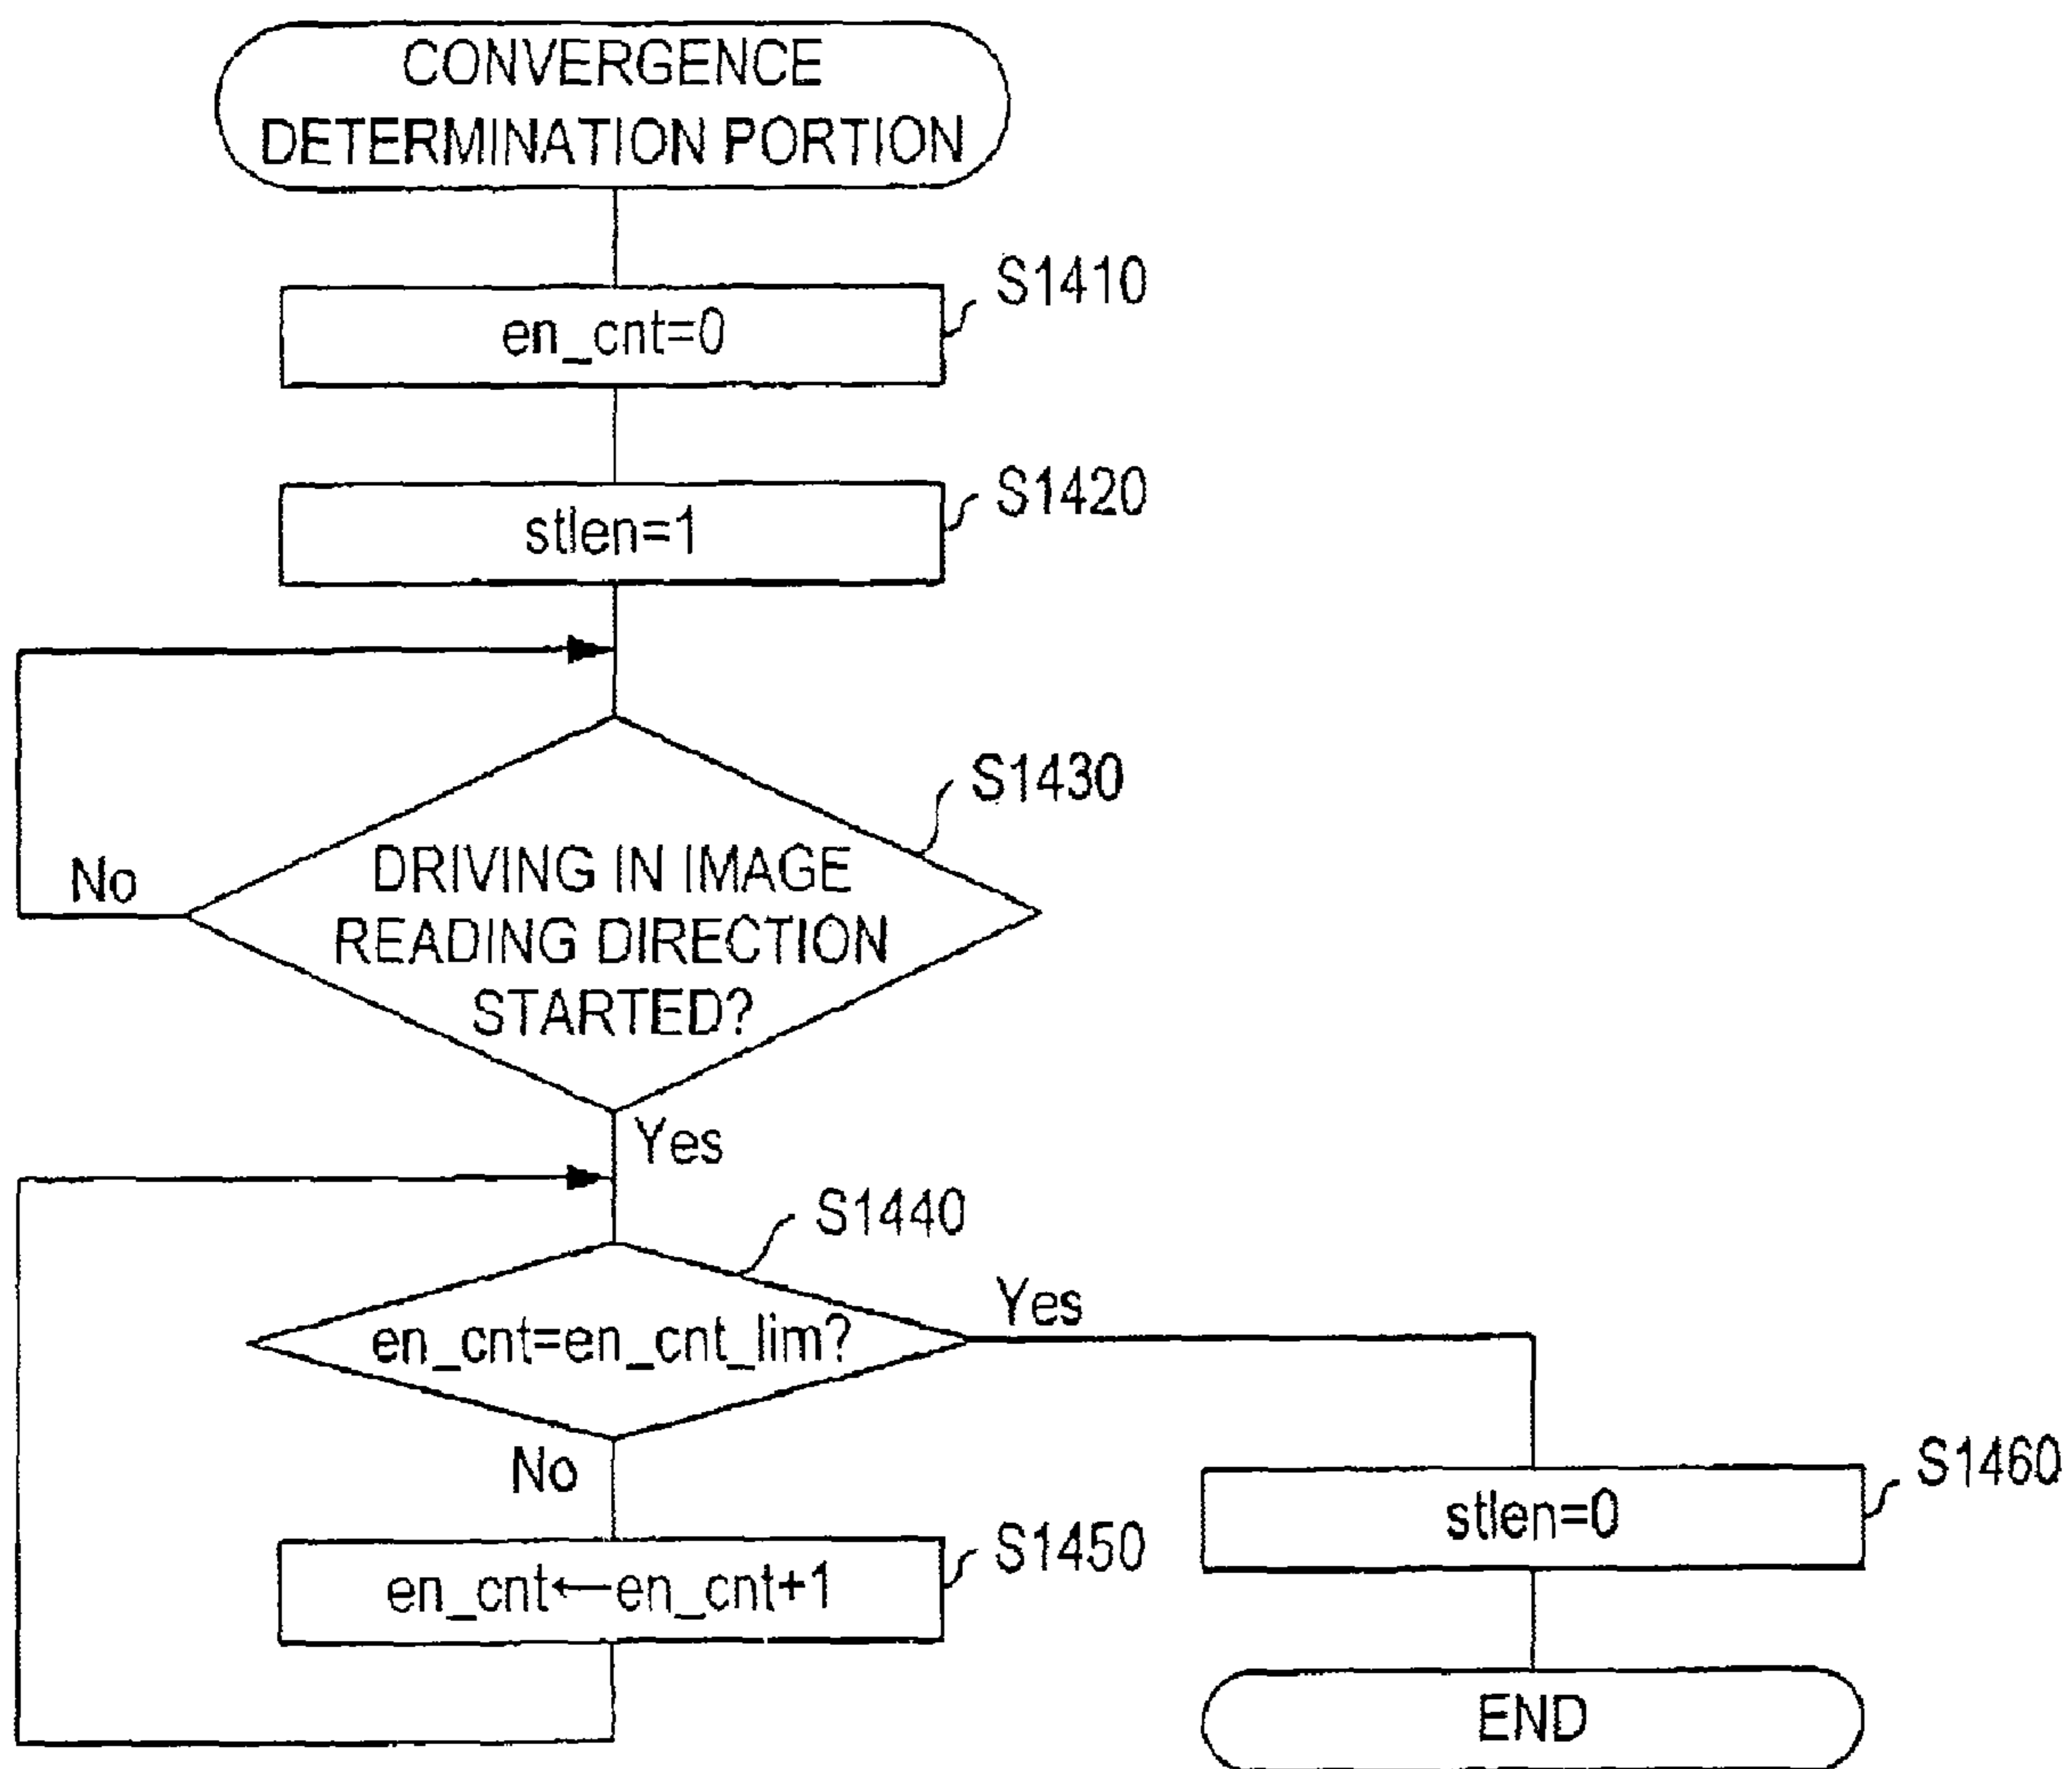 CONVERGENCE
DETERMINATION PORTION
S1410
en_cnt=0
S1420
stlen=1
S1430
DRIVING IN IMAGE
READING DIRECTION
STARTED?
No
Yes
S1440
en_cnt=en_cnt_lim?
Yes
No
S1450
en_cnt←en_cnt+1
S1460
stlen=0
END